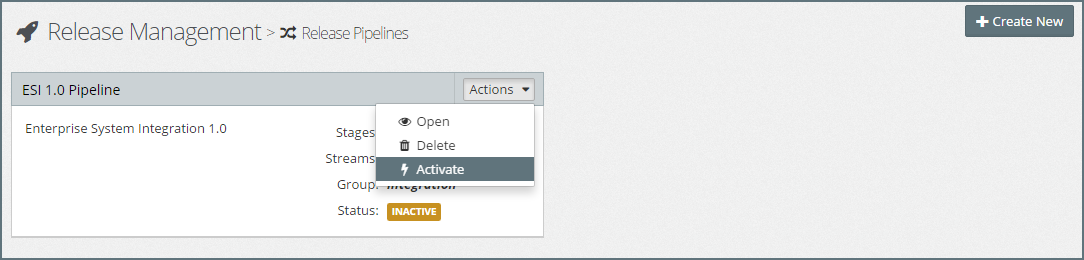 Release Management > Release Pipelines
Create New
ESI 1.0 Pipeline
Actions
Enterprise System Integration 1.0
Stages
Streams
Group:
Status: INACTIVE
Open
Delete
Activate